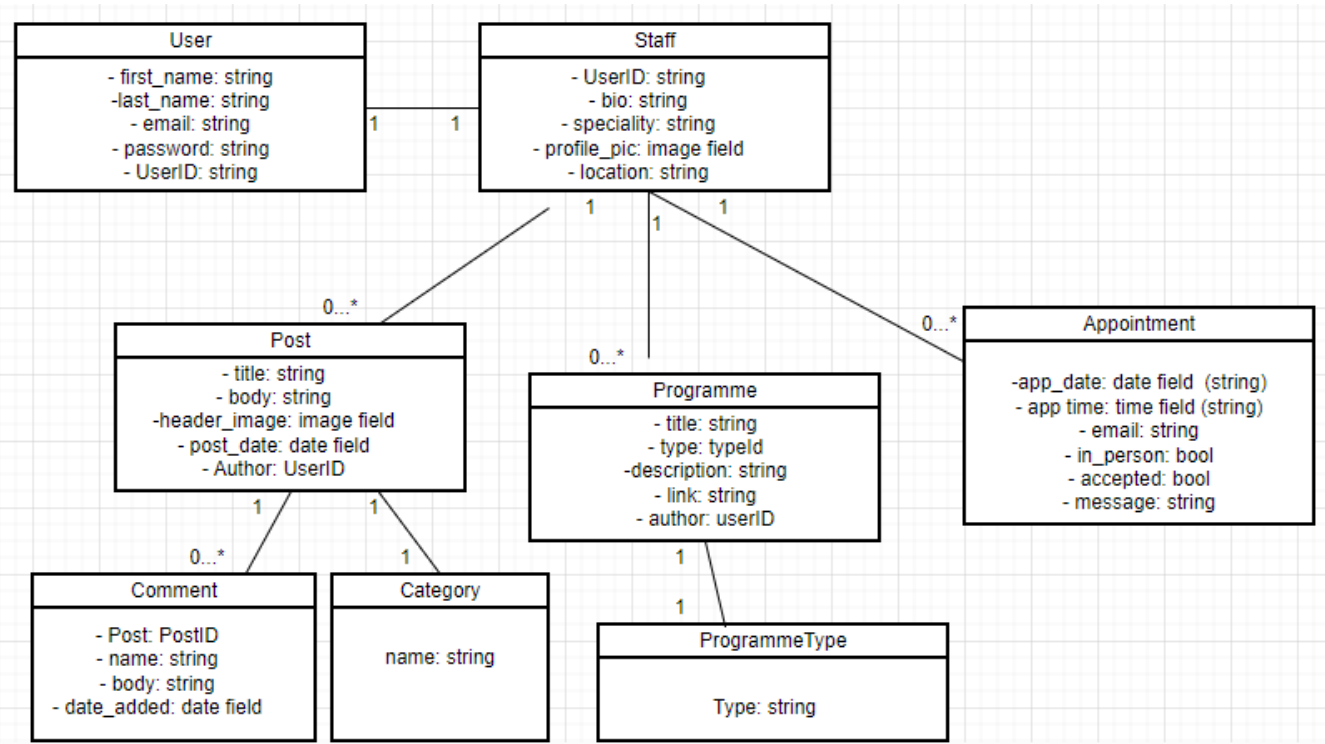 User
- first_name: string
-last_name: string
- email: string
- password: string
- UserID: string
1
1
Staff
- UserID: string
- bio: string
- speciality: string
- profile_pic: image field
- location: string
1
1
1
0...*
0...*
0...*
Post
- title: string
- body: string
-header_image: image field
- post_date: date field
- Author: UserID
Programme
- title: string
- type: typeId
-description: string
- link: string
- author: userID
Appointment
-app_date: date field (string)
- app time: time field (string)
- email: string
- in_person: bool
- accepted: bool
- message: string
1
0...*
1
1
1
1
Comment
- Post: PostID
- name: string
- body: string
- date_added: date field
Category
name: string
ProgrammeType
Type: string